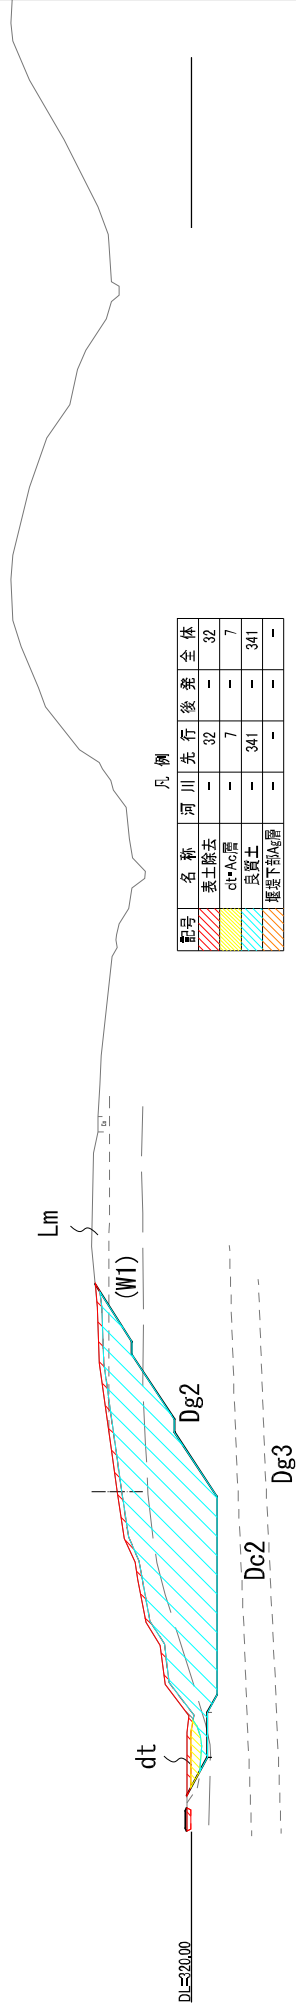 Lm
(W1)
Dg2
dt
Dc2
Dg3
DL=320.00
凡 例
記号 名 称 河 川 先 行 後 発 全 体
表土除去 - 32 - 32
dt・Ac層 - 7 - 7
良質土 - 341 - 341
堰堤下部Ag層 - - - -